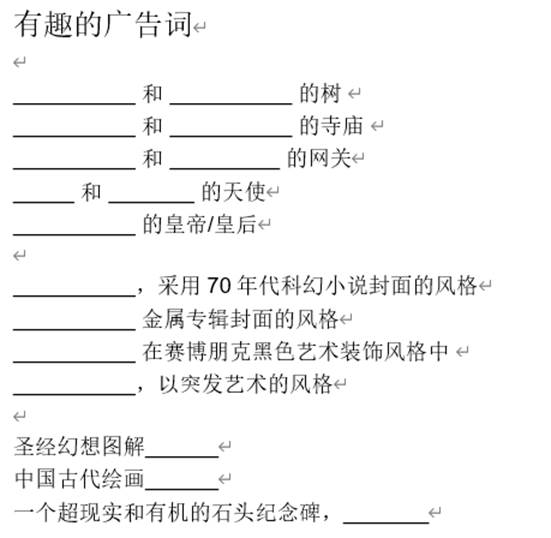 有趣的广告词
__________ 和 __________ 的树
__________ 和 __________ 的寺庙
__________ 和 _________ 的网关
_____ 和 _______ 的天使
__________ 的皇帝/皇后
__________，采用 70 年代科幻小说封面的风格
__________ 金属专辑封面的风格
__________ 在赛博朋克黑色艺术装饰风格中
__________，以突发艺术的风格
圣经幻想图解______
中国古代绘画______
一个超现实和有机的石头纪念碑，_______